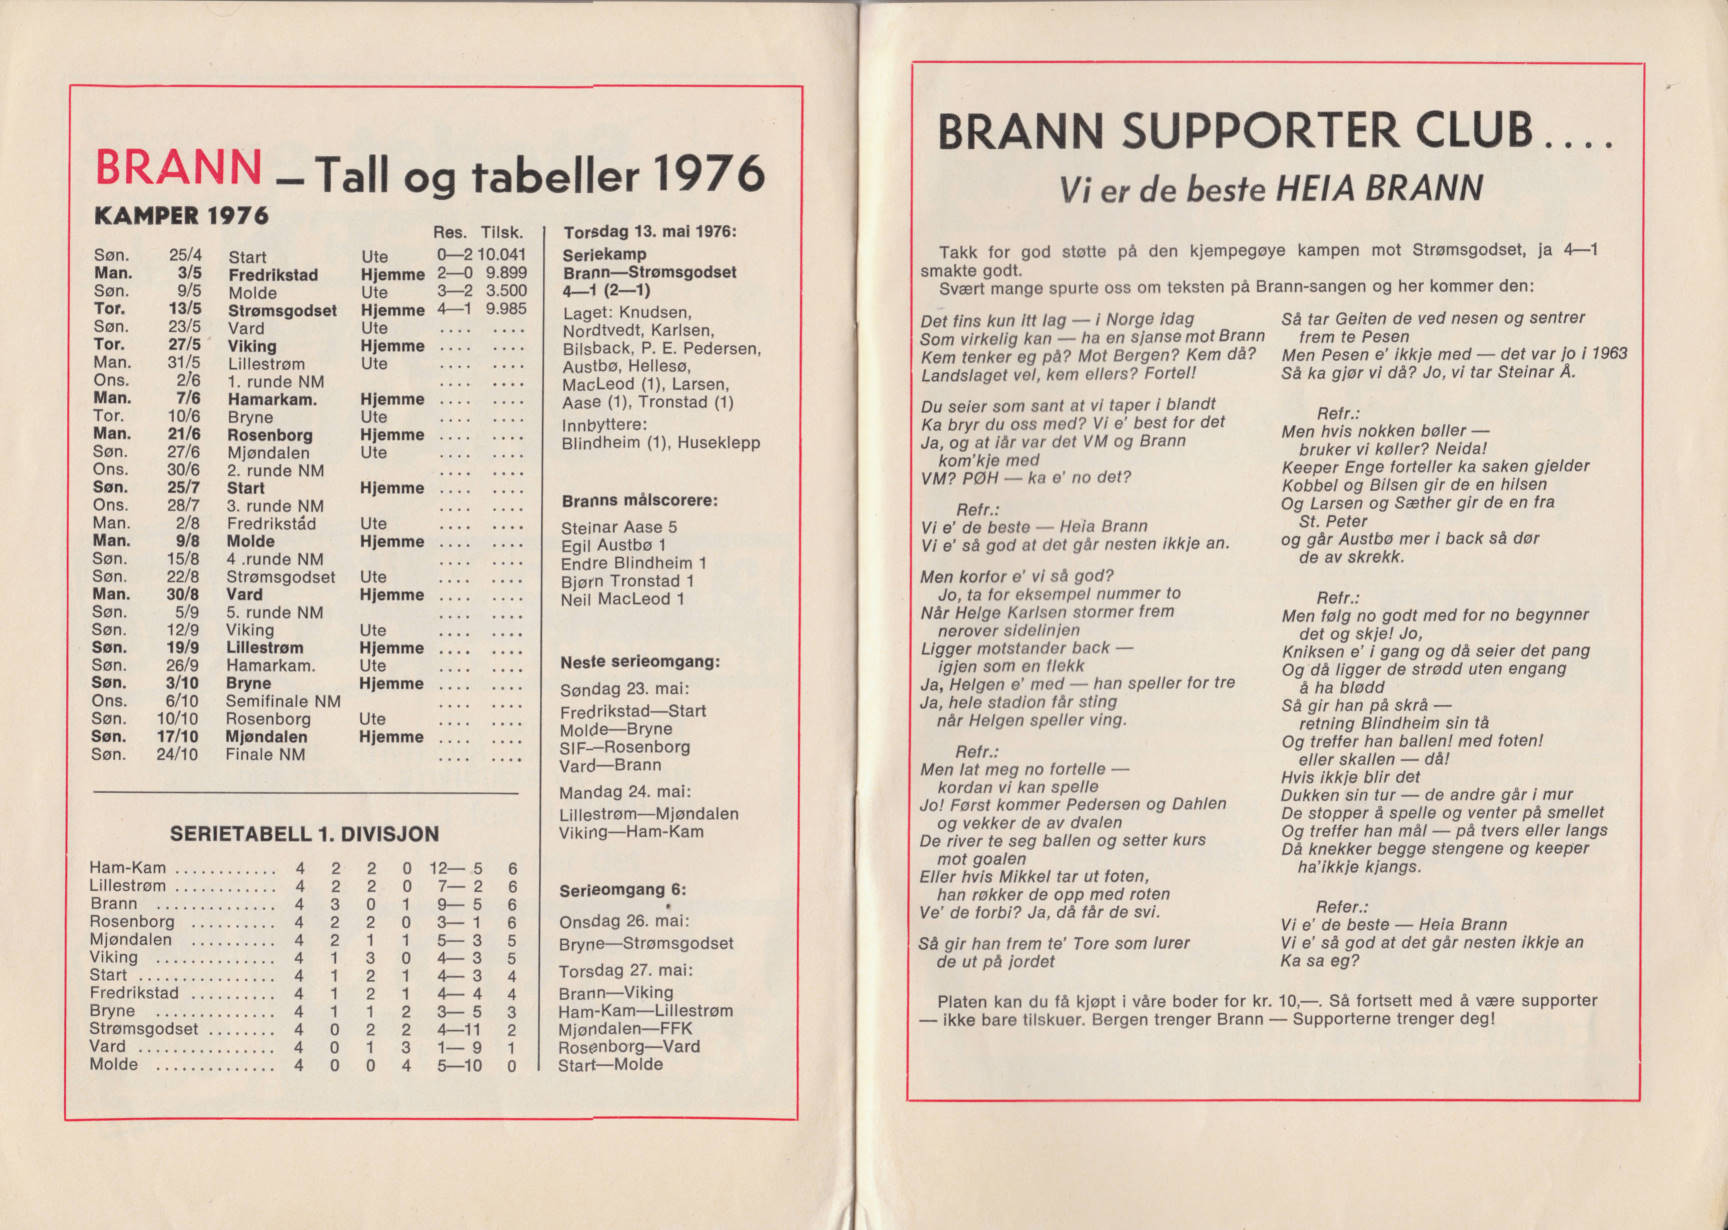 BRANN – Tall og tabeller 1976
KAMPER 1976
Res. Tilsk.
Søn. 25/4 Start Ute 0—2 10.041
Man. 3/5 Fredrikstad Hjemme 2—0 9.899
Søn. 9/5 Molde Ute 3—2 3.500
Tor. 13/5 Strømsgodset Hjemme 4—1 9.985
Søn. 23/5 Vard Ute .... ....
Tor. 27/5 Viking Hjemme .... ....
Man. 31/5 Lillestrøm Ute .... ....
Ons. 2/6 1. runde NM .... ....
Man. 7/6 Hamarkam. Hjemme .... ....
Tor. 10/6 Bryne Ute .... ....
Man. 21/6 Rosenborg Hjemme .... ....
Søn. 27/6 Mjøndalen Ute .... ....
Ons. 30/6 2. runde NM .... ....
Søn. 25/7 Start Hjemme .... ....
Ons. 28/7 3. runde NM .... ....
Man. 2/8 Fredrikstad Ute .... ....
Man. 9/8 Molde Hjemme .... ....
Søn. 15/8 4 .runde NM .... ....
Søn. 22/8 Strømsgodset Ute .... ....
Man. 30/8 Vard Hjemme .... ....
Søn. 5/9 5. runde NM .... ....
Søn. 12/9 Viking Ute .... ....
Søn. 19/9 Lillestrøm Hjemme .... ....
Søn. 26/9 Hamarkam. Ute .... ....
Søn. 3/10 Bryne Hjemme .... ....
Ons. 6/10 Semifinale NM .... ....
Søn. 10/10 Rosenborg Ute .... ....
Søn. 17/10 Mjøndalen Hjemme .... ....
Søn. 24/10 Finale NM .... ....
SERIETABELL 1. DIVISJON
Ham-Kam ............ 4 2 2 0 12— 5 6
Lillestrøm ............ 4 2 2 0 7— 2 6
Brann .............. 4 3 0 1 9— 5 6
Rosenborg .......... 4 2 2 0 3— 1 6
Mjøndalen .......... 4 2 1 1 5— 3 5
Viking .............. 4 1 3 0 4— 3 5
Start ................ 4 1 2 1 4— 3 4
Fredrikstad .......... 4 1 2 1 4— 4 4
Bryne .............. 4 1 1 2 3— 5 3
Strømsgodset ........ 4 0 2 2 4—11 2
Vard ................ 4 0 1 3 1— 9 1
Molde .............. 4 0 0 4 5—10 0
Torsdag 13. mai 1976:
Seriekamp
Brann—Strømsgodset
4—1 (2—1)
Laget: Knudsen,
Nordtvedt, Karlsen,
Bilsback, P. E. Pedersen,
Austbø, Hellesø,
MacLeod (1), Larsen,
Aase (1), Tronstad (1)
Innbyttere:
Blindheim (1), Huseklepp
Branns målscorere:
Steinar Aase 5
Egil Austbø 1
Endre Blindheim 1
Bjørn Tronstad 1
Neil MacLeod 1
Neste serieomgang:
Søndag 23. mai:
Fredrikstad—Start
Molde—Bryne
SIF—Rosenborg
Vard—Brann
Mandag 24. mai:
Lillestrøm—Mjøndalen
Viking—Ham-Kam
Serieomgang 6:
Onsdag 26. mai:
Bryne—Strømsgodset
Torsdag 27. mai:
Brann—Viking
Ham-Kam—Lillestrøm
Mjøndalen—FFK
Rosenborg—Vard
Start—Molde
BRANN SUPPORTER CLUB....
Vi er de beste HEIA BRANN
Takk for god støtte på den kjempegøye kampen mot Strømsgodset, ja 4—1
smakte godt.
Svært mange spurte oss om teksten på Brann-sangen og her kommer den:
Det fins kun itt lag — i Norge idag
Som virkelig kan — ha en sjanse mot Brann
Kem tenker eg på? Mot Bergen? Kem då?
Landslaget vel, kem ellers? Fortel!
Du seier som sant at vi taper i blandt
Ka bryr du oss med? Vi e' best for det
Ja, og at iår var det VM og Brann
kom'kje med
VM? PØH — ka e' no det?
Refr.:
Vi e' de beste — Heia Brann
Vi e' så god at det går nesten ikkje an.
Men korfor e' vi så god?
Jo, ta for eksempel nummer to
Når Helge Karlsen stormer frem
nerover sidelinjen
Ligger motstander back —
igjen som en flekk
Ja, Helgen e' med — han speller for tre
Ja, hele stadion får sting
når Helgen speller ving.
Refr.:
Men lat meg no fortelle —
kordan vi kan spelle
Jo! Først kommer Pedersen og Dahlen
og vekker de av dvalen
De river te seg ballen og setter kurs
mot goalen
Eller hvis Mikkel tar ut foten,
han røkker de opp med roten
Ve' de forbi? Ja, då får de svi.
Så gir han frem te' Tore som lurer
de ut på jordet
Så tar Geiten de ved nesen og sentrer
frem te Pesen
Men Pesen e' ikkje med — det var jo i 1963
Så ka gjør vi då? Jo, vi tar Steinar Å.
Refr.:
Men hvis nokken bøller —
bruker vi køller? Neida!
Keeper Enge forteller ka saken gjelder
Kobbel og Bilsen gir de en hilsen
Og Larsen og Sæther gir de en fra
St. Peter
og går Austbø mer i back så dør
de av skrekk.
Refr.:
Men følg no godt med for no begynner
det og skje! Jo,
Kniksen e' i gang og då seier det pang
Og då ligger de strødd uten engang
å ha blødd
Så gir han på skrå —
retning Blindheim sin tå
Og treffer han ballen! med foten!
eller skallen — då!
Hvis ikkje blir det
Dukken sin tur — de andre går i mur
De stopper å spelle og venter på smellet
Og treffer han mål — på tvers eller langs
Då knekker begge stengene og keeper
ha'ikkje kjangs.
Refer.:
Vi e' de beste — Heia Brann
Vi e' så god at det går nesten ikkje an
Ka sa eg?
Platen kan du få kjøpt i våre boder for kr. 10,—. Så fortsett med å være supporter
— ikke bare tilskuer. Bergen trenger Brann — Supporterne trenger deg!